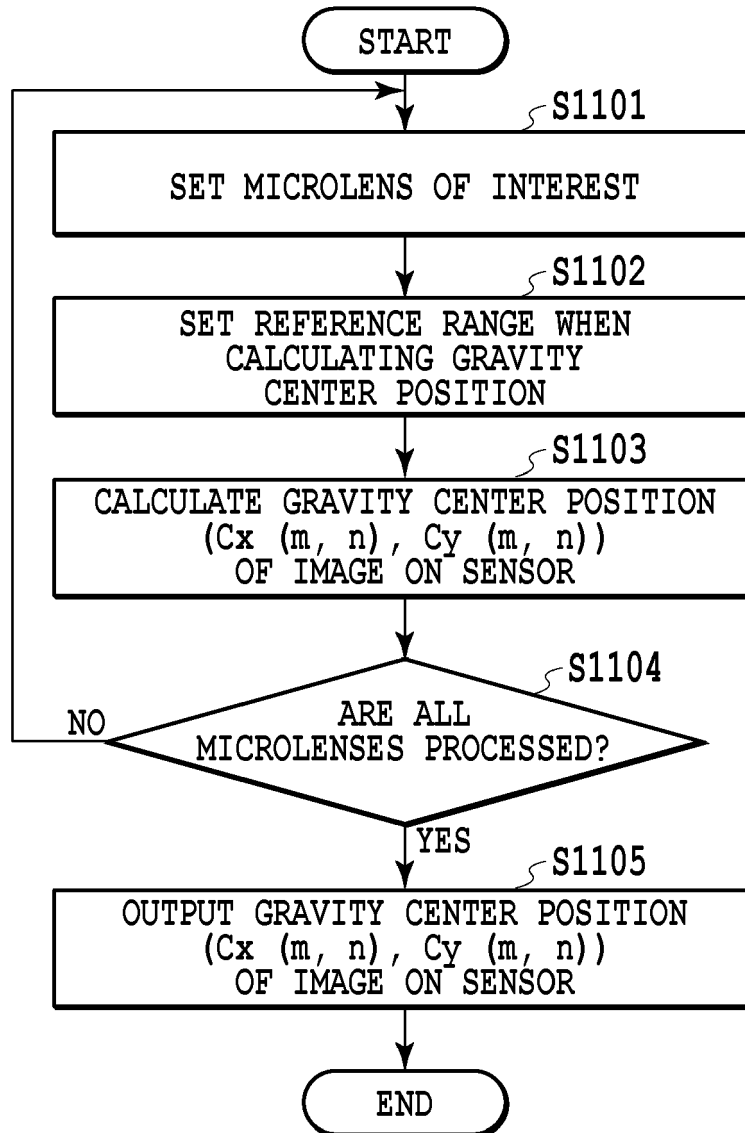 START
S1101
SET MICROLENS OF INTEREST
S1102
SET REFERENCE RANGE WHEN
CALCULATING GRAVITY
CENTER POSITION
S1103
CALCULATE GRAVITY CENTER POSITION
(Cx (m, n), Cy (m, n))
OF IMAGE ON SENSOR
S1104
ARE ALL
MICROLENSES PROCESSED?
NO
YES
S1105
OUTPUT GRAVITY CENTER POSITION
(Cx (m, n), Cy (m, n))
OF IMAGE ON SENSOR
END